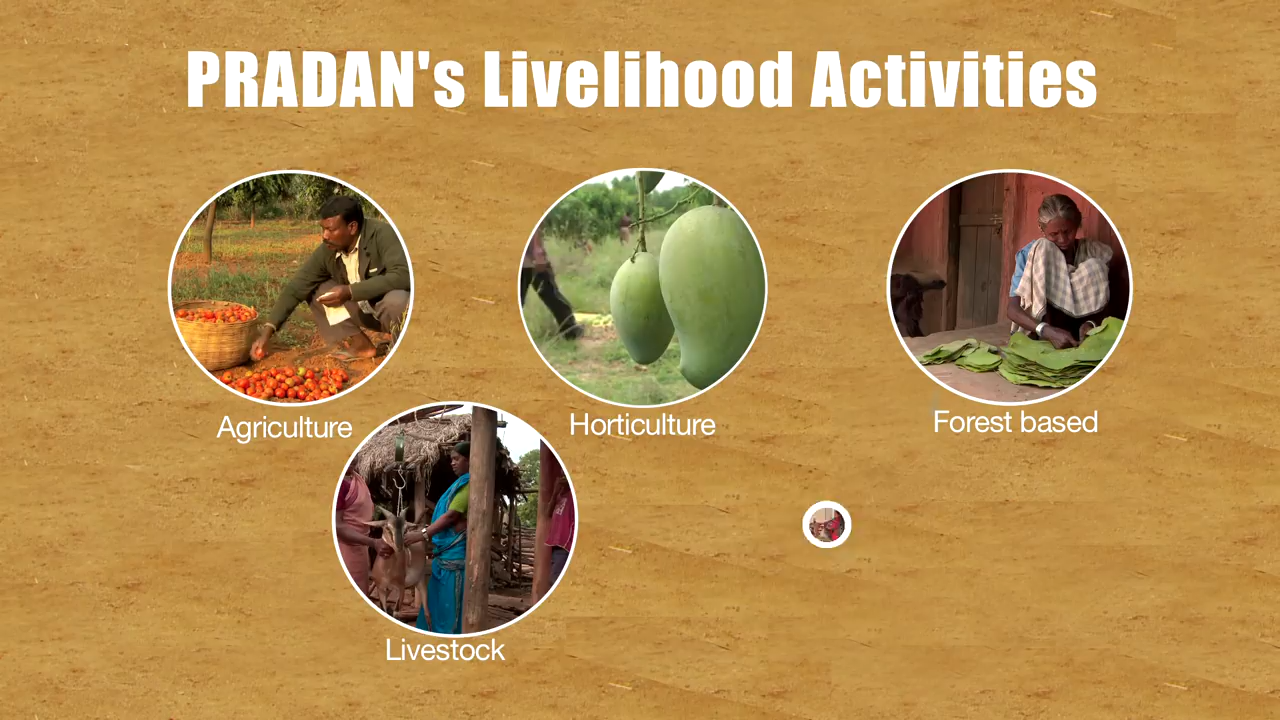 PRADAN's Livelihood Activities
Agriculture
Horticulture
Forest based
Livestock